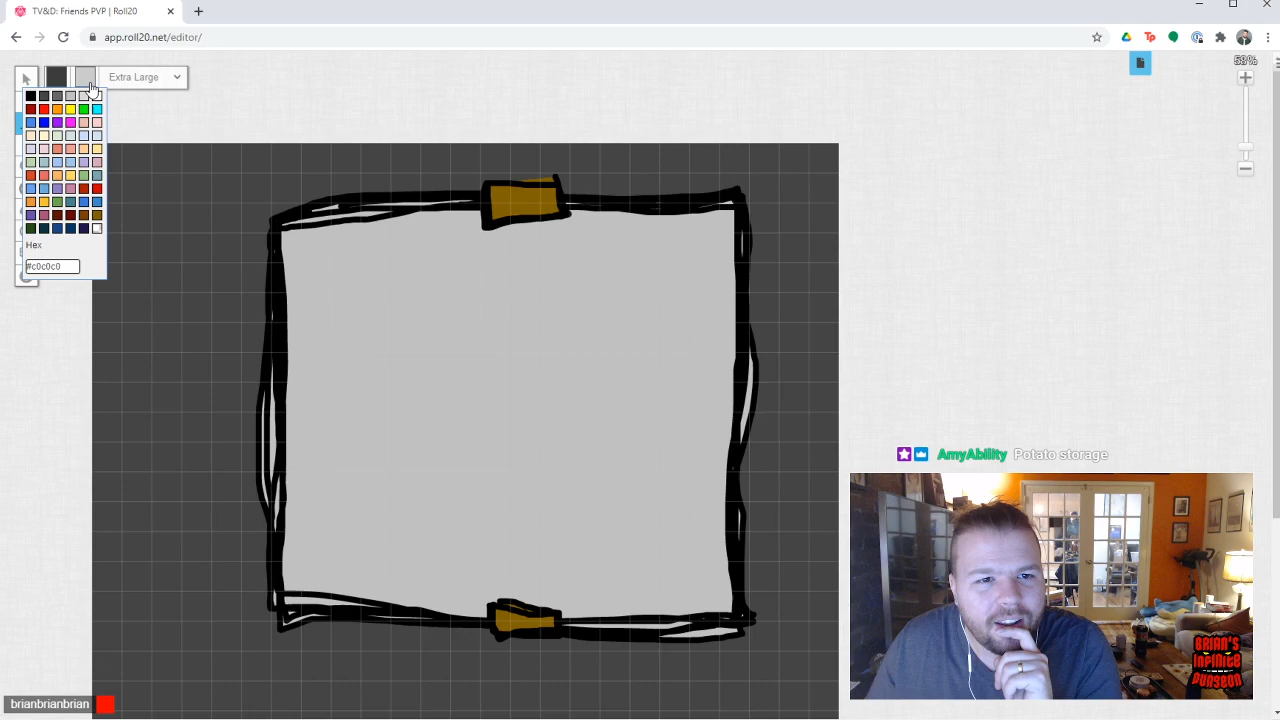 TV&D: Friends PVP | Roll20
app.roll20.net/editor/
Extra Large
58%
Hex
#c0c0c0
AmyAbility Potato storage
BRIAN'S
INFINITE
DUNGEON
brianbrianbrian